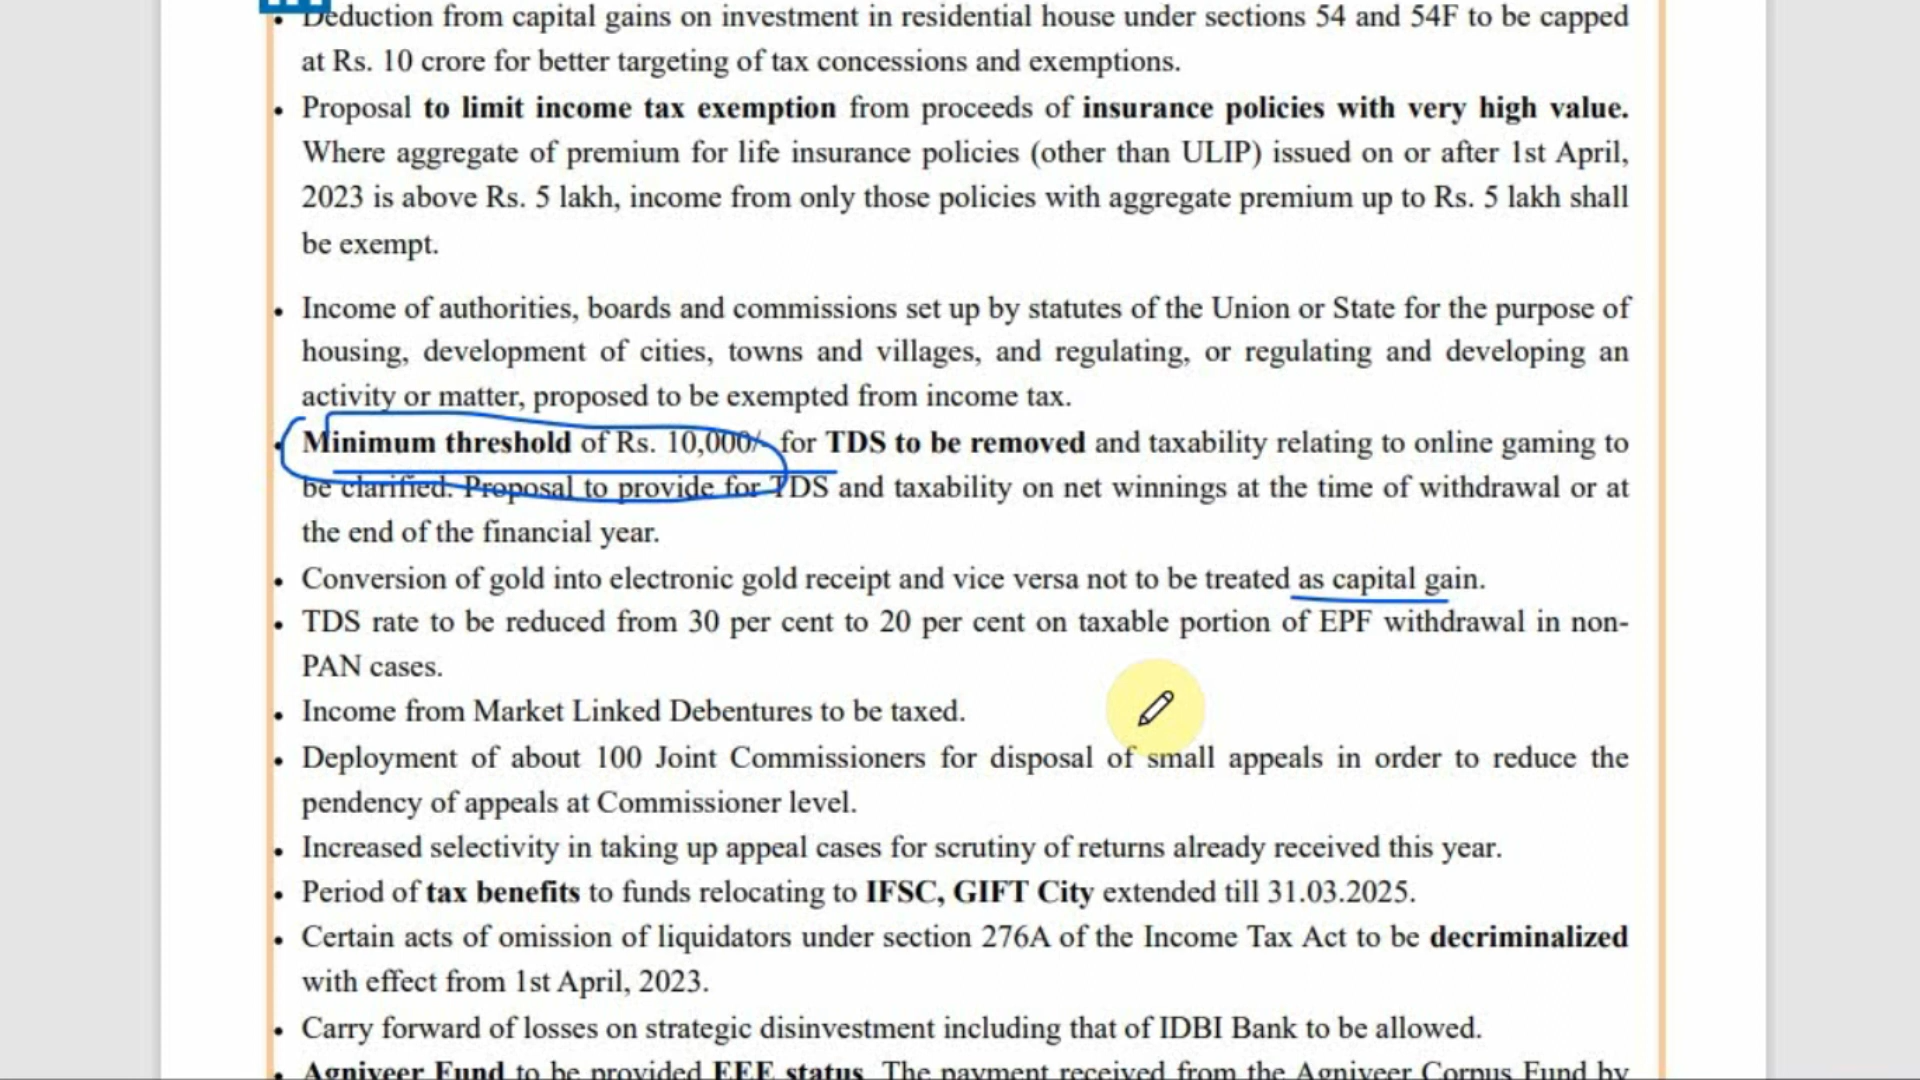 • Deduction from capital gains on investment in residential house under sections 54 and 54F to be capped
at Rs. 10 crore for better targeting of tax concessions and exemptions.
• Proposal to limit income tax exemption from proceeds of insurance policies with very high value.
Where aggregate of premium for life insurance policies (other than ULIP) issued on or after 1st April,
2023 is above Rs. 5 lakh, income from only those policies with aggregate premium up to Rs. 5 lakh shall
be exempt.
• Income of authorities, boards and commissions set up by statutes of the Union or State for the purpose of
housing, development of cities, towns and villages, and regulating, or regulating and developing an
activity or matter, proposed to be exempted from income tax.
• Minimum threshold of Rs. 10,000/- for TDS to be removed and taxability relating to online gaming to
be clarified. Proposal to provide for TDS and taxability on net winnings at the time of withdrawal or at
the end of the financial year.
• Conversion of gold into electronic gold receipt and vice versa not to be treated as capital gain.
• TDS rate to be reduced from 30 per cent to 20 per cent on taxable portion of EPF withdrawal in non-
PAN cases.
• Income from Market Linked Debentures to be taxed.
• Deployment of about 100 Joint Commissioners for disposal of small appeals in order to reduce the
pendency of appeals at Commissioner level.
• Increased selectivity in taking up appeal cases for scrutiny of returns already received this year.
• Period of tax benefits to funds relocating to IFSC, GIFT City extended till 31.03.2025.
• Certain acts of omission of liquidators under section 276A of the Income Tax Act to be decriminalized
with effect from 1st April, 2023.
• Carry forward of losses on strategic disinvestment including that of IDBI Bank to be allowed.
• Agniveer Fund to be provided EEE status. The payment received from the Agniveer Corpus Fund by